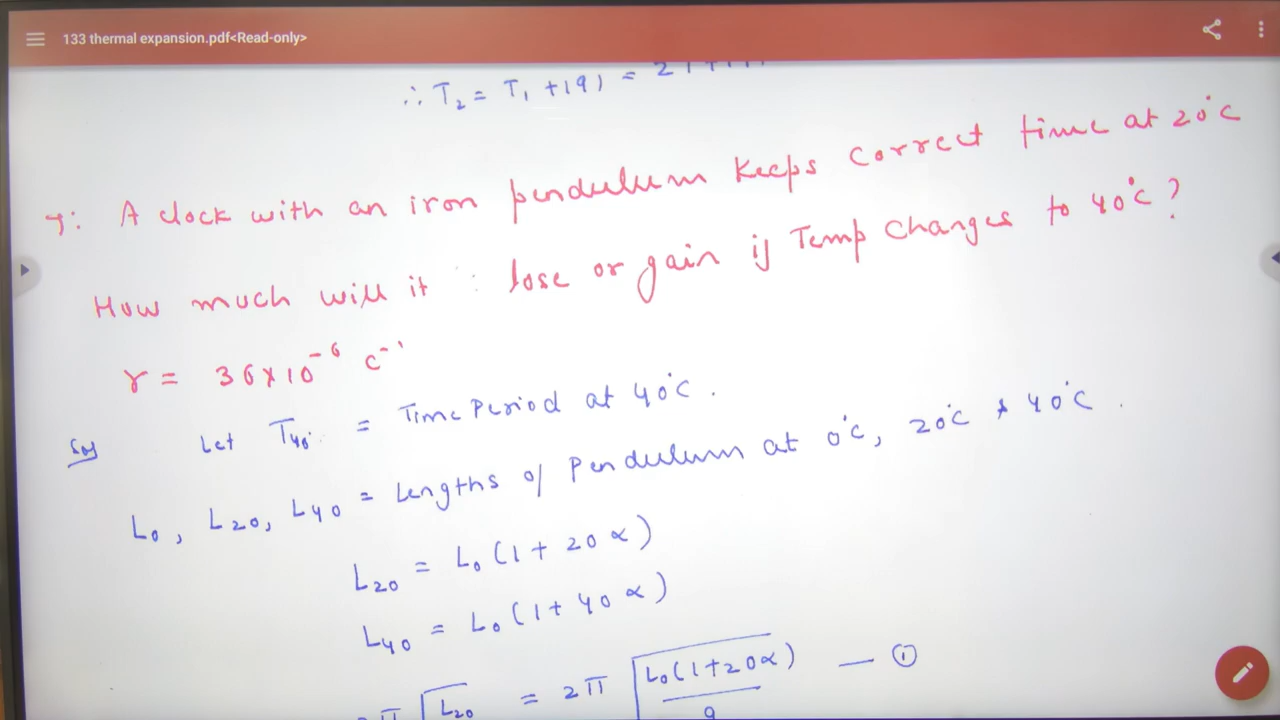 133 thermal expansion.pdf<Read-only>
∴ T₂ = T₁ + 191 =
7: A clock with an iron pendulum keeps correct time at 20°C
How much will it lose or gain if Temp changes to 40°C?
γ = 36×10⁻⁶ C⁻¹
Sol Let T₄₀ = Time Period at 40°C.
L₀, L₂₀, L₄₀ = Lengths of Pendulum at 0°C, 20°C & 40°C.
L₂₀ = L₀ (1 + 20 α)
L₄₀ = L₀ (1 + 40 α)
√L₂₀ = 2π √L₀(1+20α)/g — ①